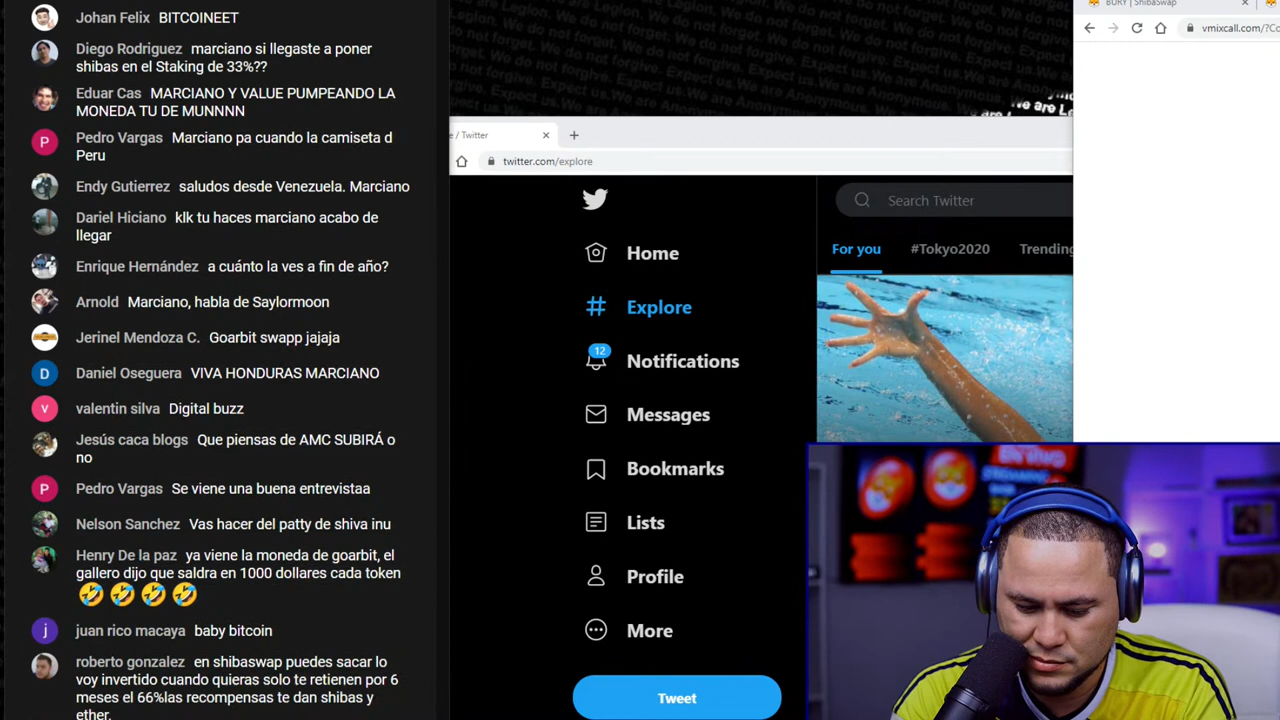 Johan Felix BITCOINEET
Diego Rodriguez marciano si llegaste a poner
shibas en el Staking de 33%??
Eduar Cas MARCIANO Y VALUE PUMPEANDO LA
MONEDA TU DE MUNNNN
P
Pedro Vargas Marciano pa cuando la camiseta d
Peru
Endy Gutierrez saludos desde Venezuela. Marciano
Dariel Hiciano klk tu haces marciano acabo de
llegar
Enrique Hernández a cuánto la ves a fin de año?
Arnold Marciano, habla de Saylormoon
Jerinel Mendoza C. Goarbit swapp jajaja
D
Daniel Oseguera VIVA HONDURAS MARCIANO
v
valentin silva Digital buzz
Jesús caca blogs Que piensas de AMC SUBIRÁ o
no
P
Pedro Vargas Se viene una buena entrevistaa
Nelson Sanchez Vas hacer del patty de shiva inu
Henry De la paz ya viene la moneda de goarbit, el
gallero dijo que saldra en 1000 dollares cada token
🤣 🤣 🤣 🤣
j
juan rico macaya baby bitcoin
roberto gonzalez en shibaswap puedes sacar lo
voy invertido cuando quieras solo te retienen por 6
meses el 66%las recompensas te dan shibas y
ether.
We are Legion. We do not forgive. Expect us.
We are Anonymous.
e / Twitter
twitter.com/explore
Home
Explore
12
Notifications
Messages
Bookmarks
Lists
Profile
More
Tweet
Search Twitter
For you
#Tokyo2020
Trending
BURY | ShibaSwap
vmixcall.com/?Co
EN VIVO